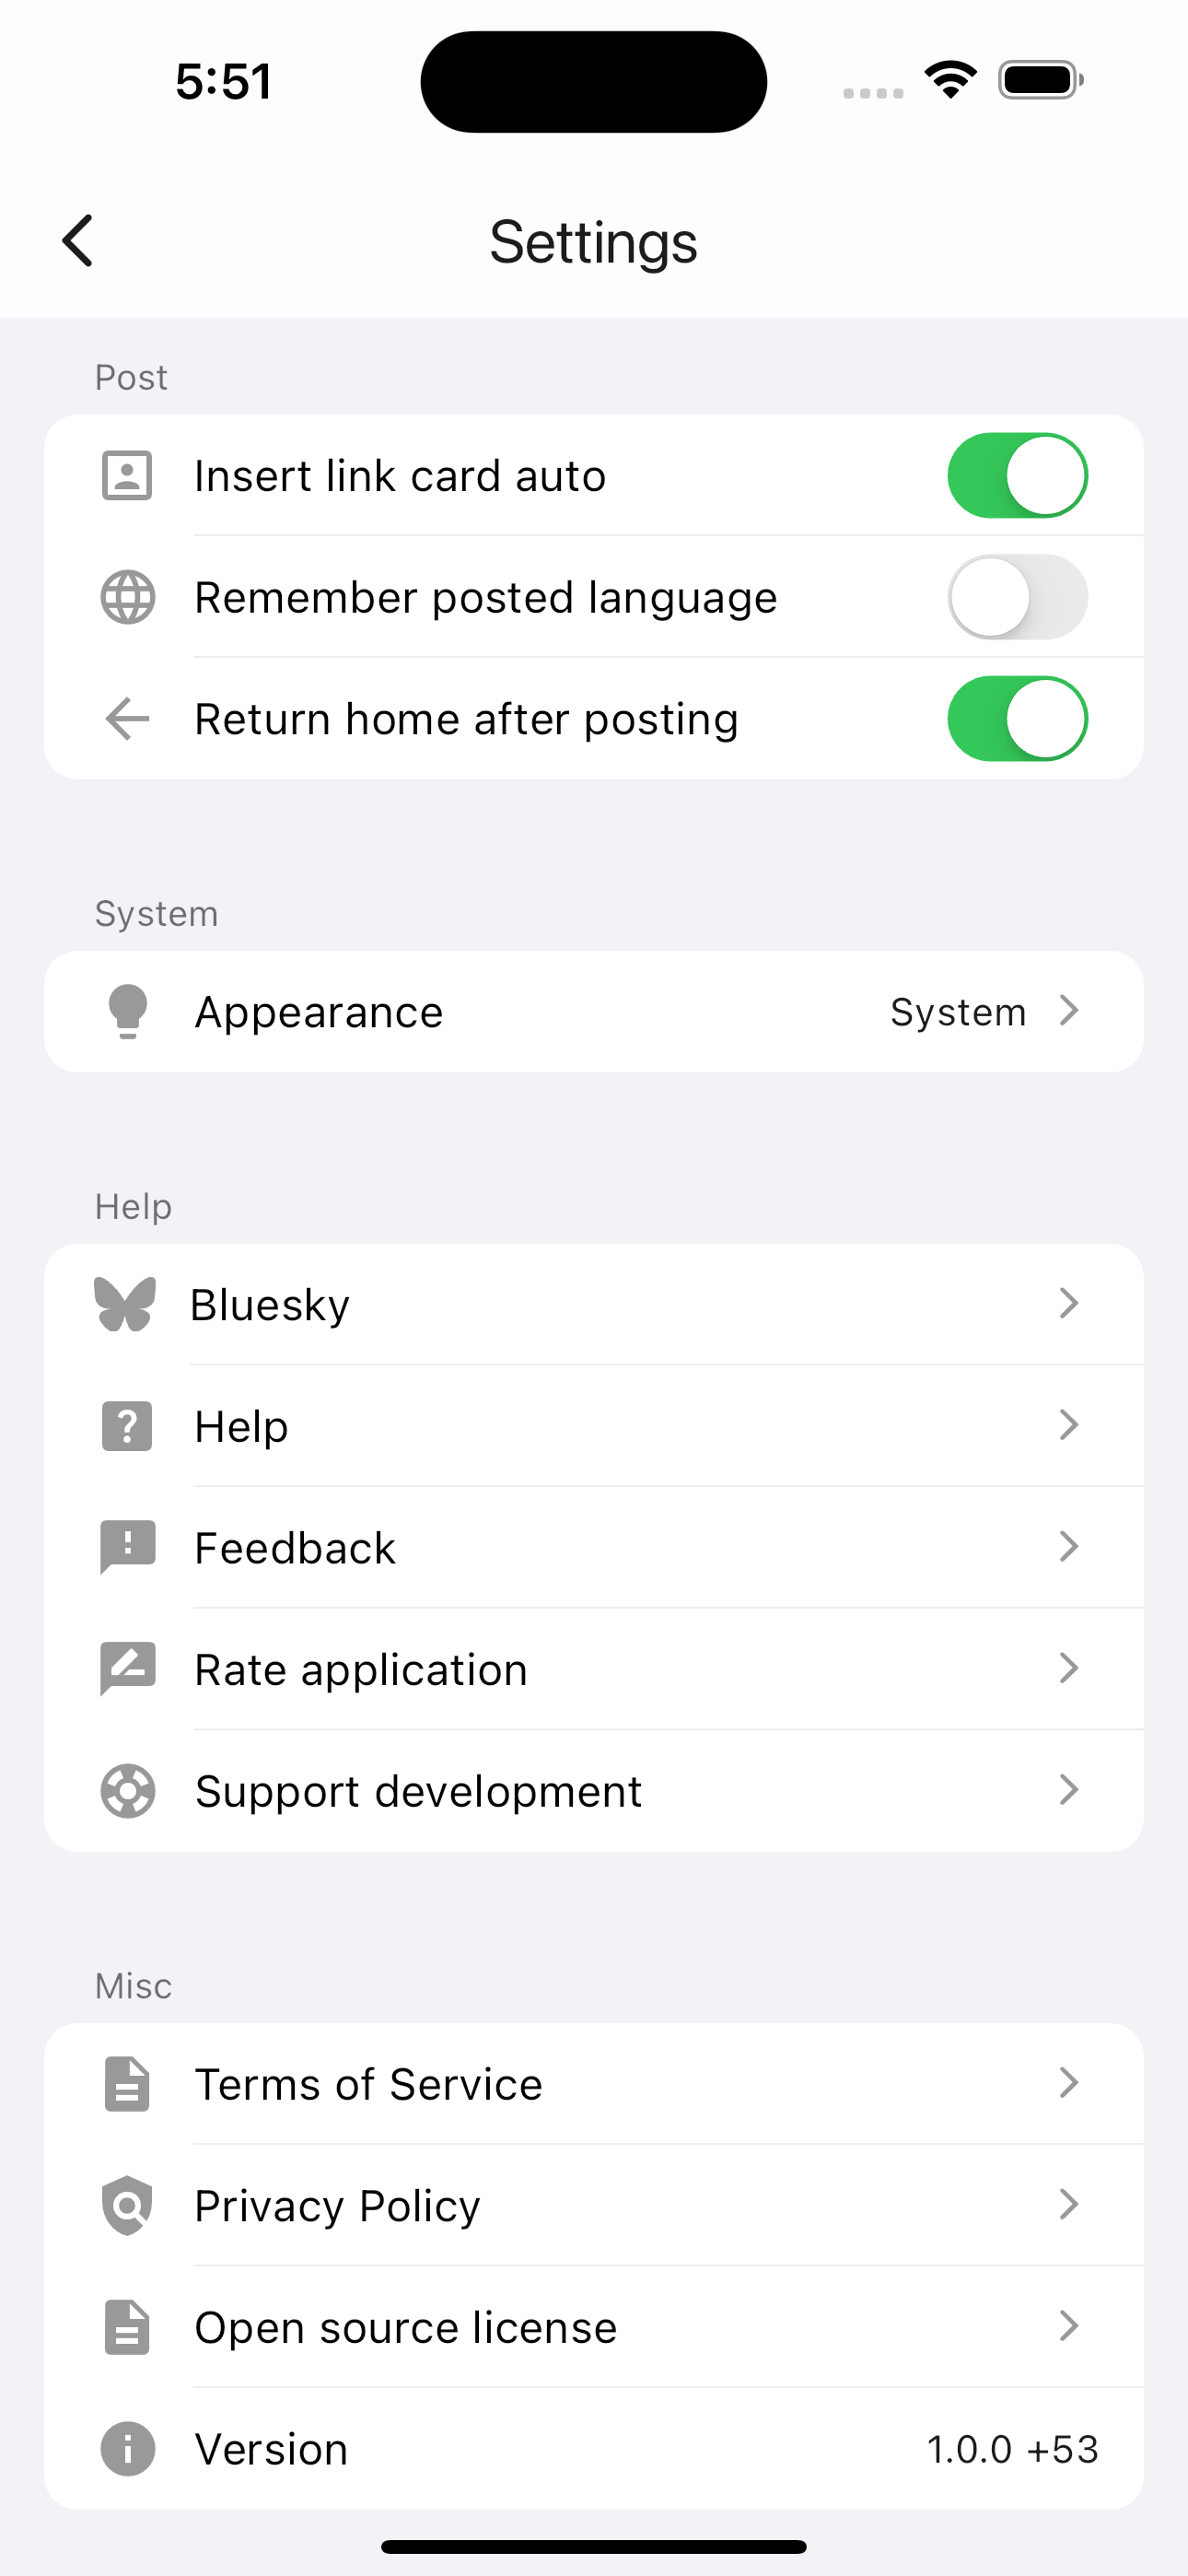 5:51
Settings
Post
Insert link card auto
Remember posted language
Return home after posting
System
Appearance System
Help
Bluesky
Help
Feedback
Rate application
Support development
Misc
Terms of Service
Privacy Policy
Open source license
Version 1.0.0 +53